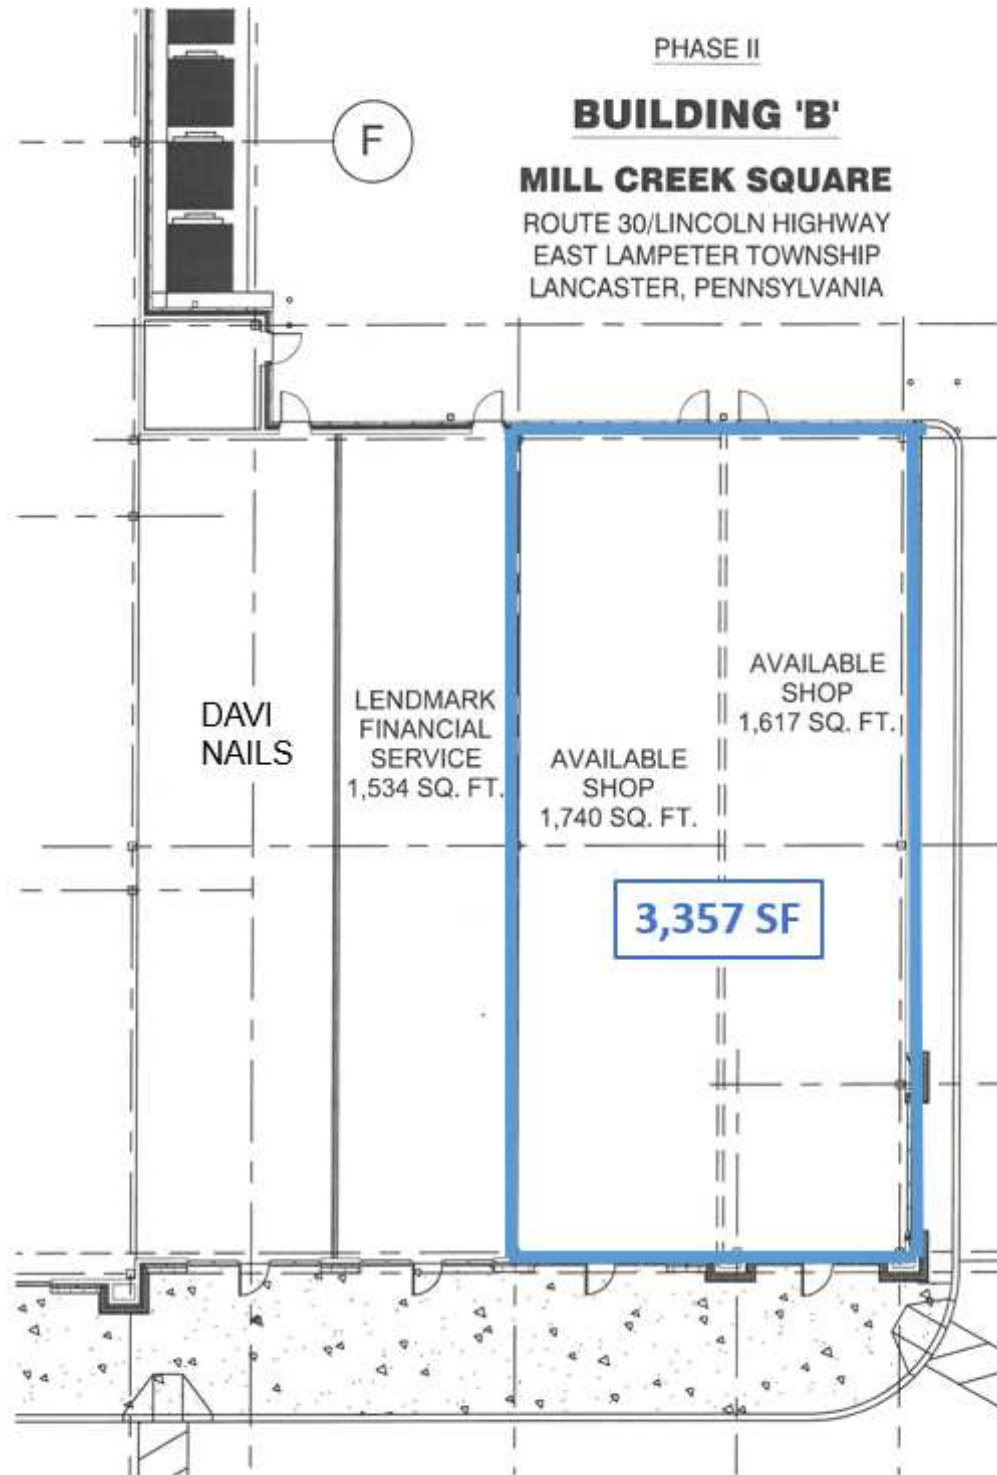 PHASE II
BUILDING 'B'
F
MILL CREEK SQUARE
ROUTE 30/LINCOLN HIGHWAY
EAST LAMPETER TOWNSHIP
LANCASTER, PENNSYLVANIA
DAVI
NAILS
LENDMARK
FINANCIAL
SERVICE
1,534 SQ. FT.
AVAILABLE
SHOP
1,740 SQ. FT.
AVAILABLE
SHOP
1,617 SQ. FT.
3,357 SF